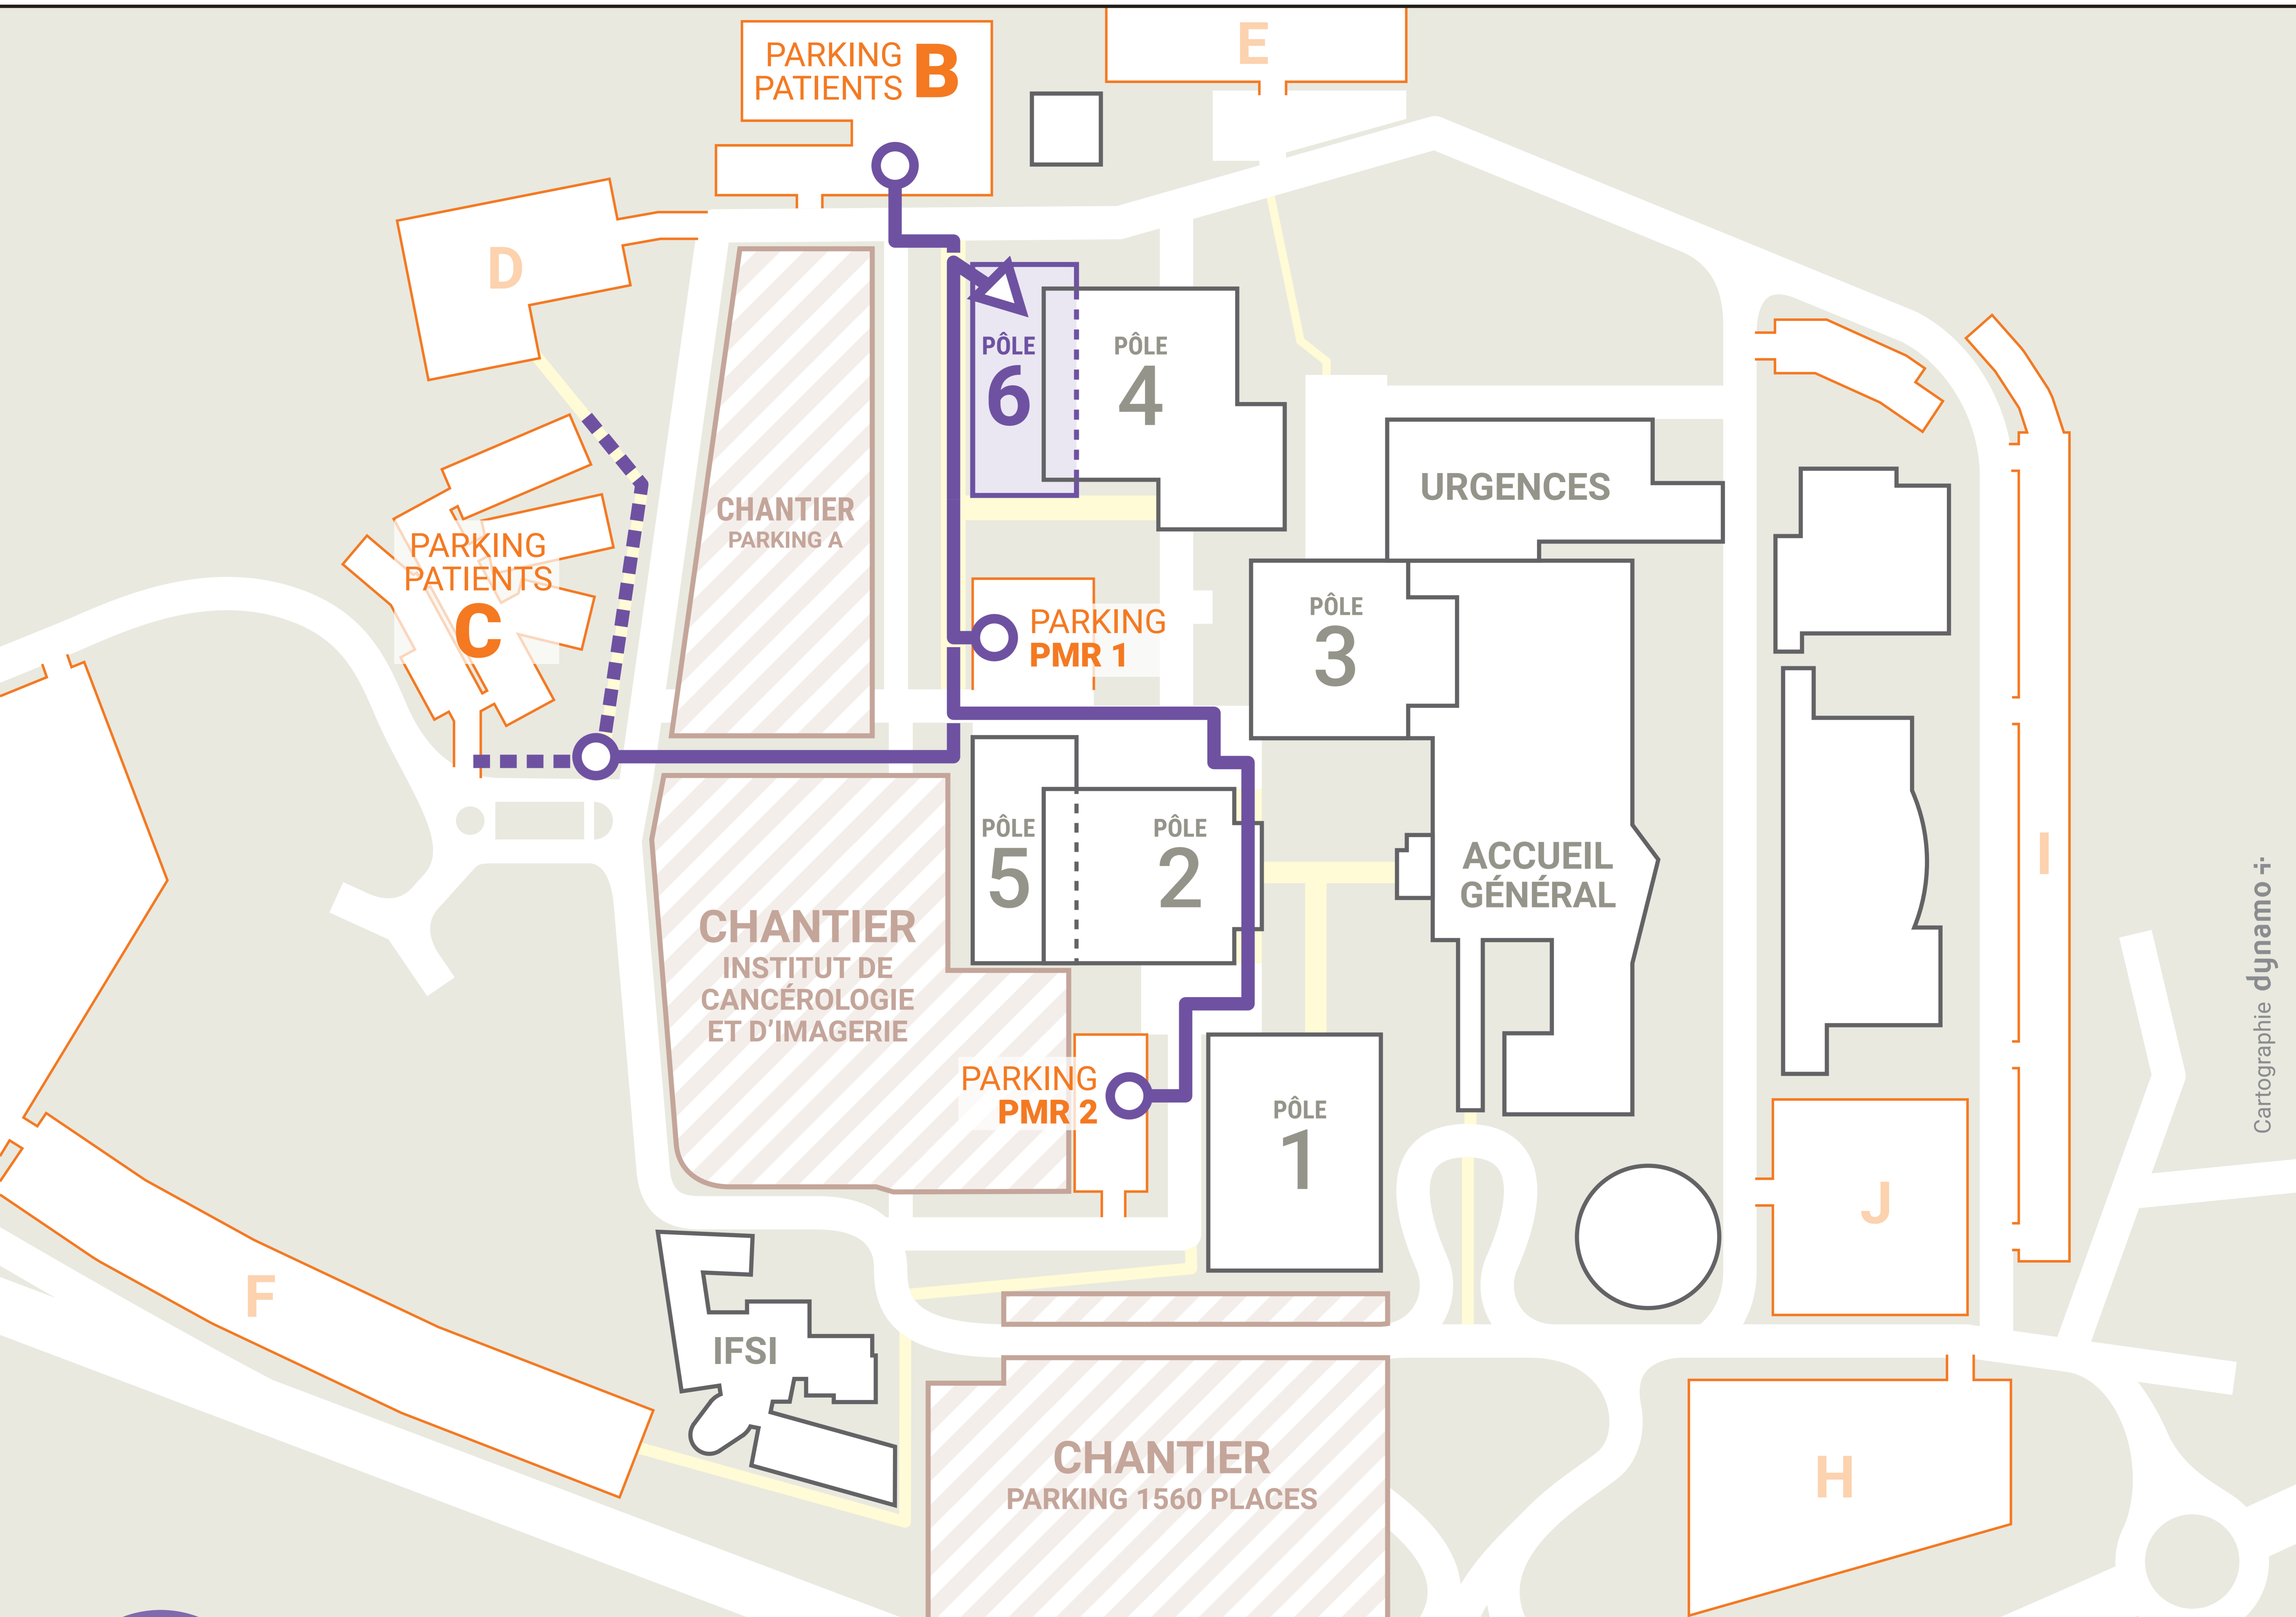 PARKING
PATIENTS B
E
D
PÔLE
6
PÔLE
4
CHANTIER
PARKING A
URGENCES
PARKING
PATIENTS
C
PARKING
PMR 1
PÔLE
3
PÔLE
5
PÔLE
2
ACCUEIL
GÉNÉRAL
I
CHANTIER
INSTITUT DE
CANCÉROLOGIE
ET D'IMAGERIE
PARKING
PMR 2
PÔLE
1
J
F
IFSI
CHANTIER
PARKING 1560 PLACES
H
Cartographie dynamo+